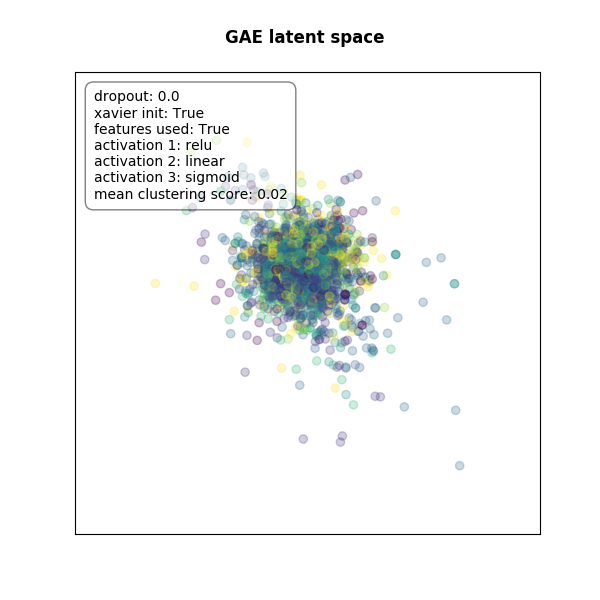 GAE latent space
dropout: 0.0
xavier init: True
features used: True
activation 1: relu
activation 2: linear
activation 3: sigmoid
mean clustering score: 0.02